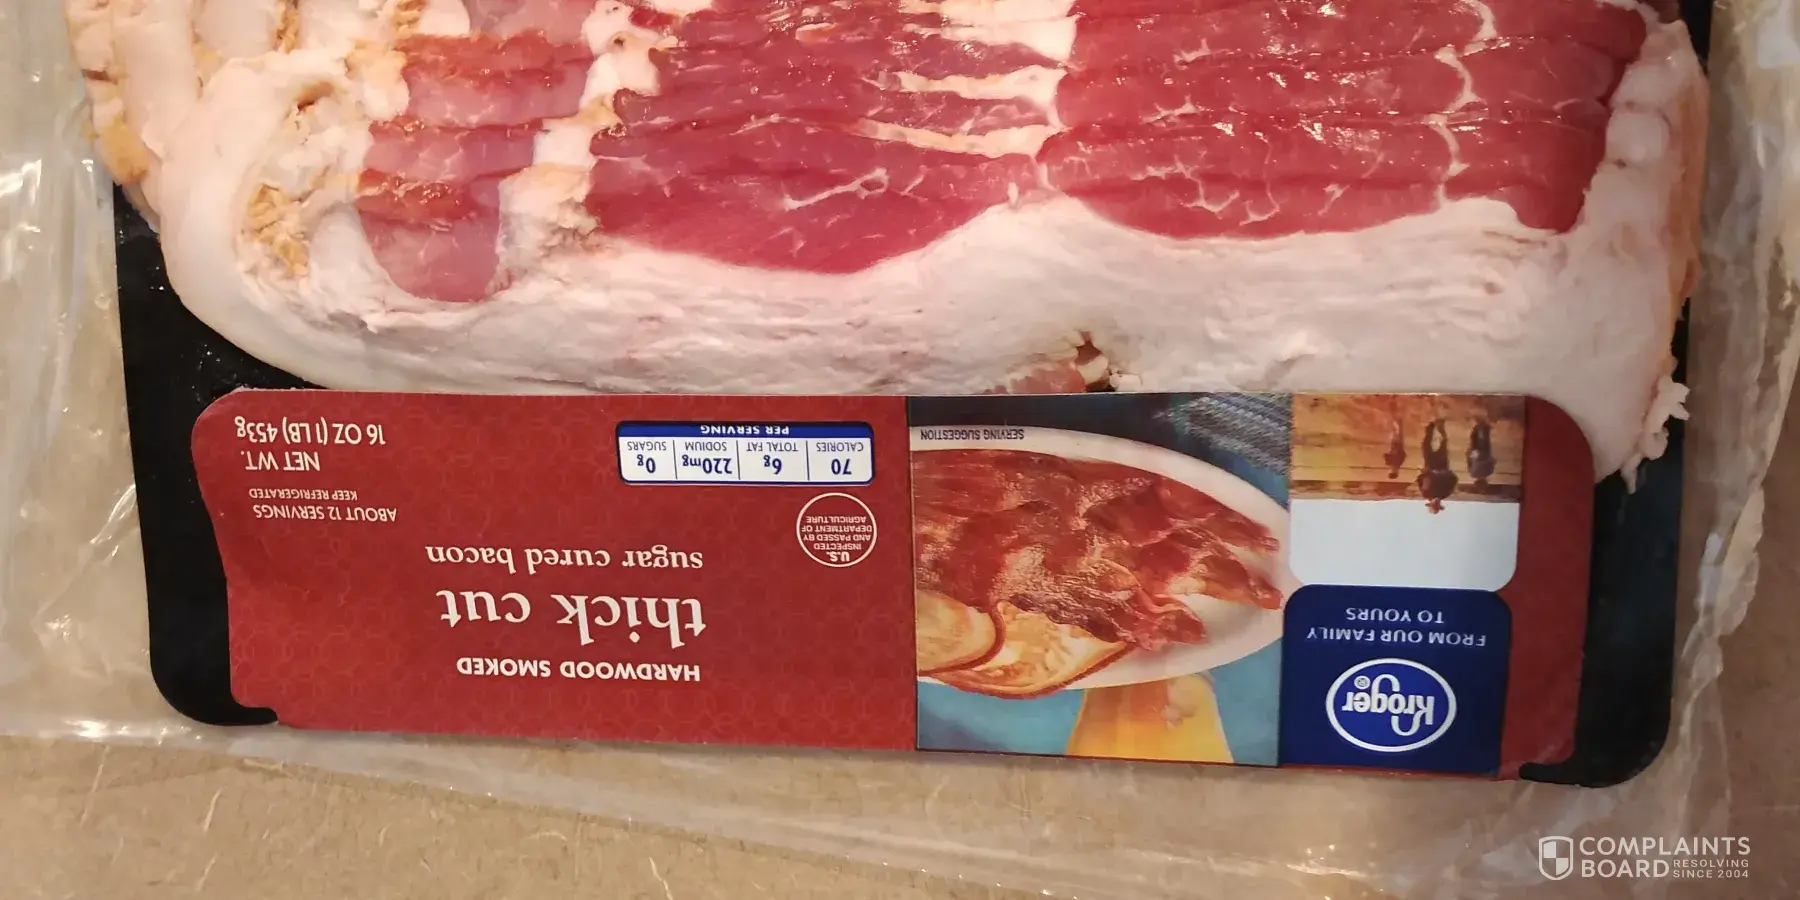 Kroger®
FROM OUR FAMILY
TO YOURS
SERVING SUGGESTION
HARDWOOD SMOKED
thick cut
sugar cured bacon
U.S.
INSPECTED
AND PASSED BY
DEPARTMENT OF
AGRICULTURE
70
CALORIES
6g
TOTAL FAT
220mg
SODIUM
0g
SUGARS
PER SERVING
ABOUT 12 SERVINGS
KEEP REFRIGERATED
NET WT.
16 OZ (1 LB) 453g
COMPLAINTS
BOARD RESOLVING
SINCE 2004